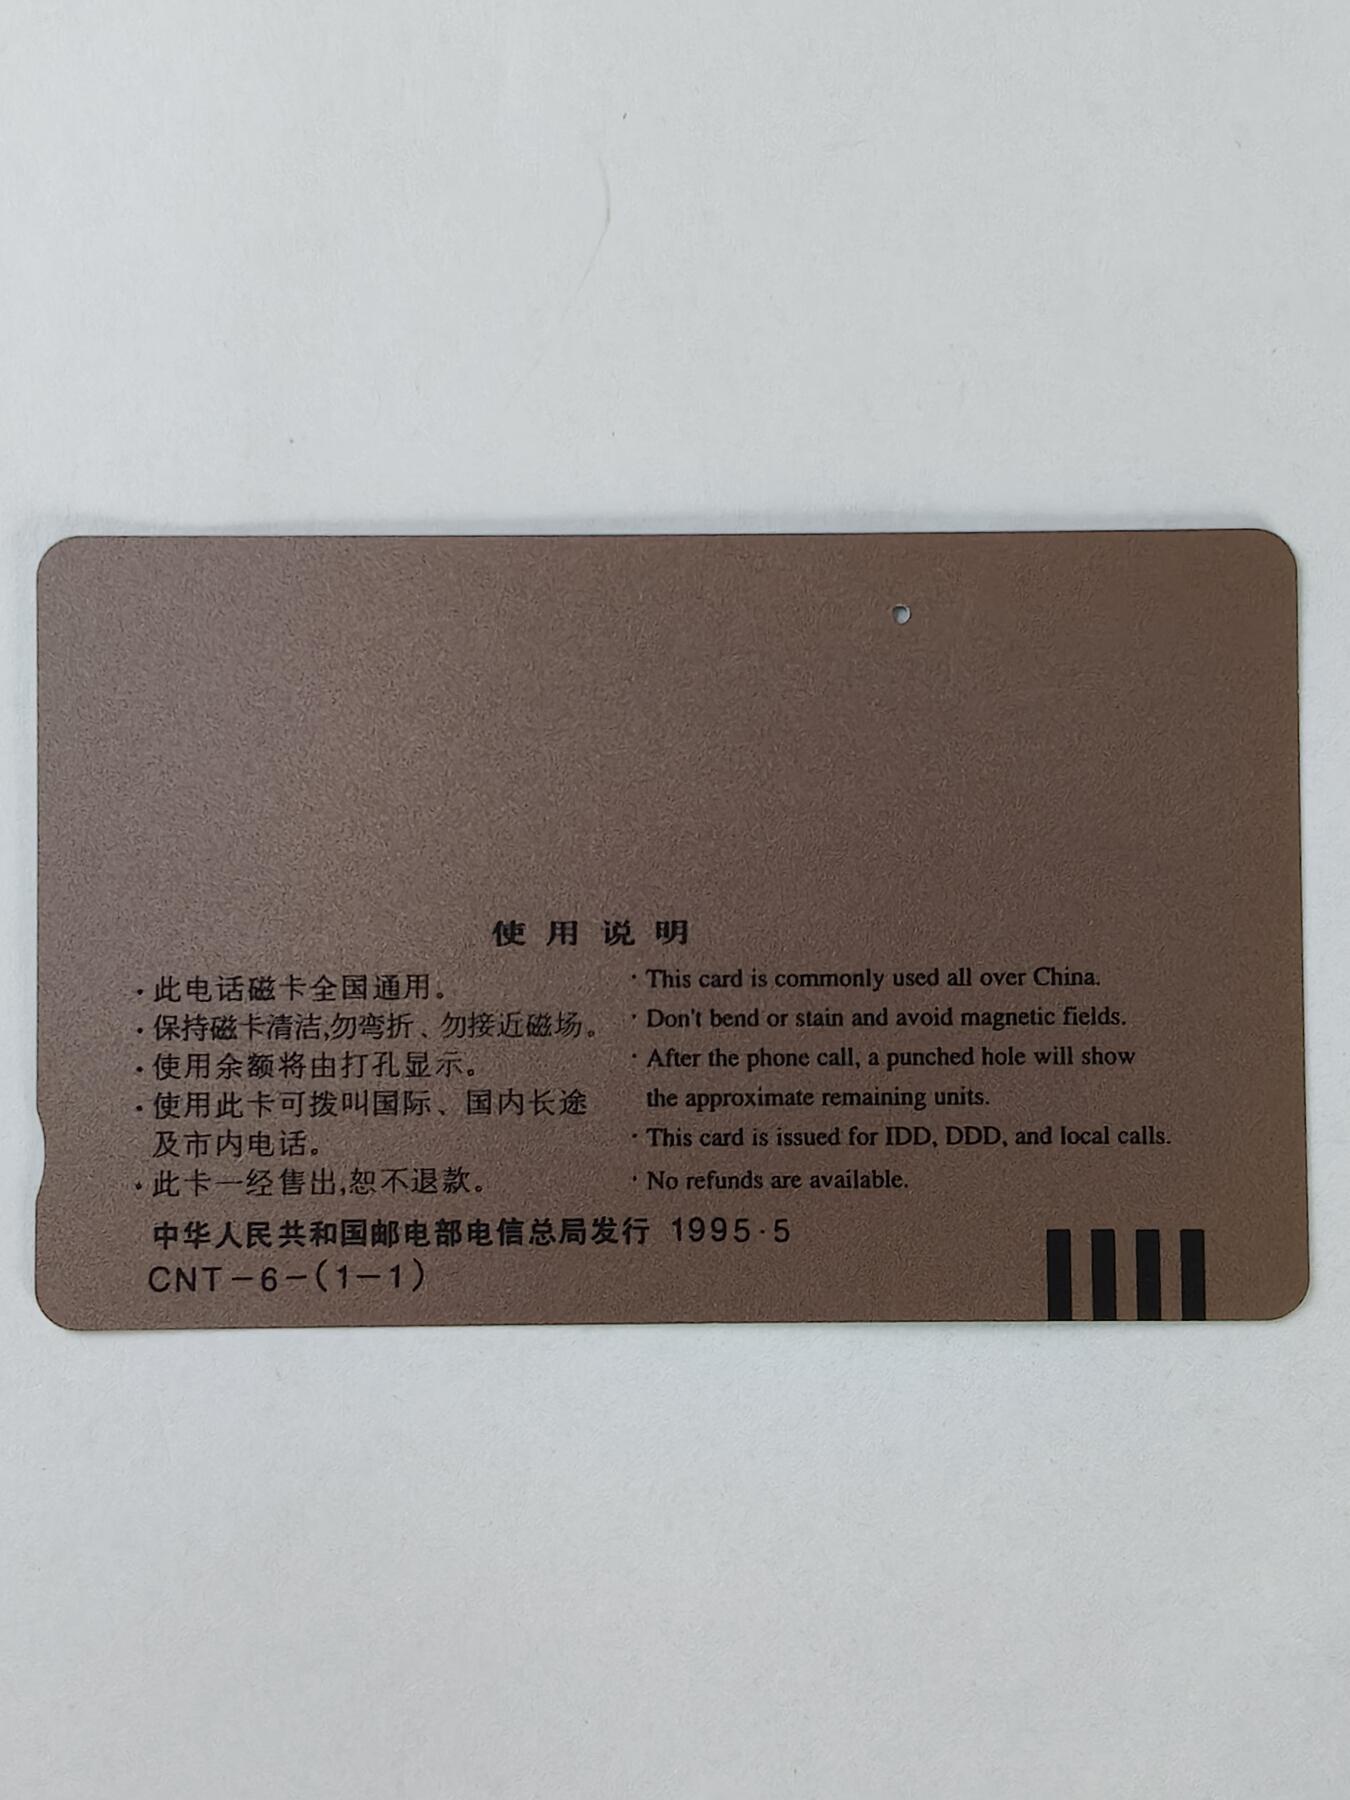 使用说明
·此电话磁卡全国通用。
·保持磁卡清洁,勿弯折、勿接近磁场。
·使用余额将由打孔显示。
·使用此卡可拨叫国际、国内长途
及市内电话。
·此卡一经售出,恕不退款。
·This card is commonly used all over China.
·Don't bend or stain and avoid magnetic fields.
·After the phone call, a punched hole will show
the approximate remaining units.
·This card is issued for IDD, DDD, and local calls.
·No refunds are available.
中华人民共和国邮电部电信总局发行 1995·5
CNT-6-(1-1)